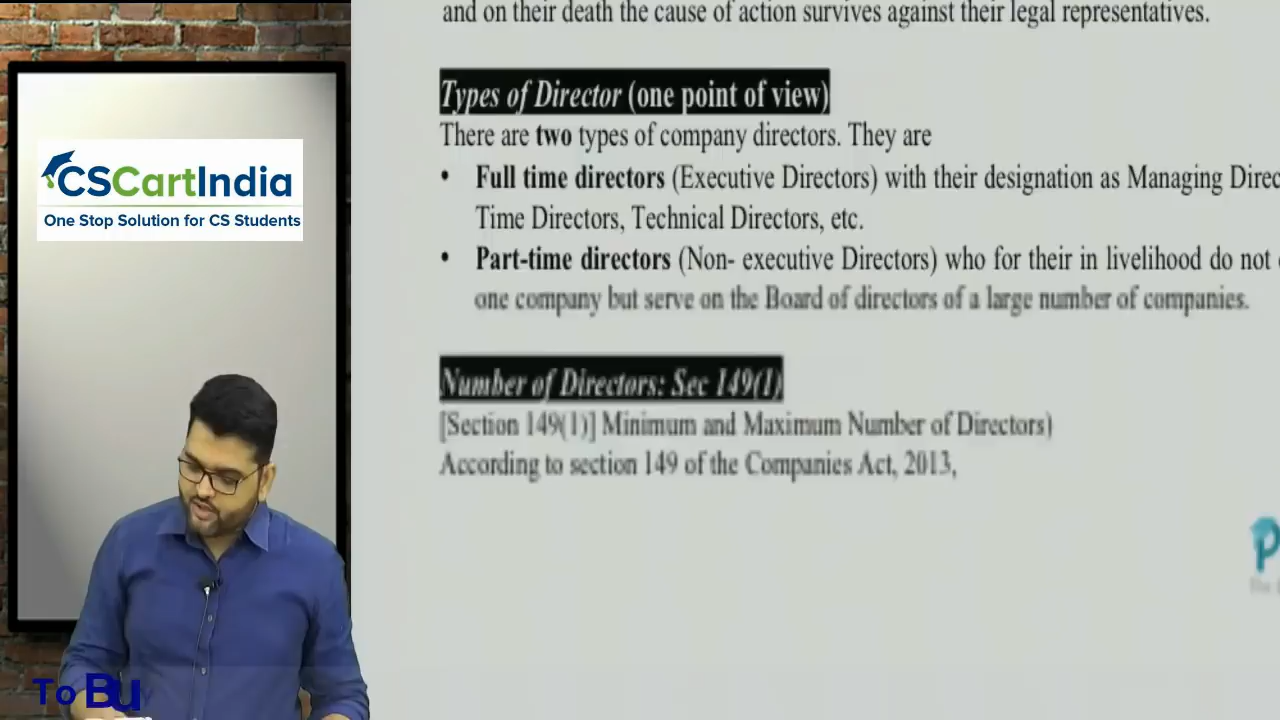 and on their death the cause of action survives against their legal representatives.
Types of Director (one point of view)
There are two types of company directors. They are
• Full time directors (Executive Directors) with their designation as Managing Direc
Time Directors, Technical Directors, etc.
• Part-time directors (Non- executive Directors) who for their in livelihood do not
one company but serve on the Board of directors of a large number of companies.
Number of Directors: Sec 149(1)
[Section 149(1)] Minimum and Maximum Number of Directors)
According to section 149 of the Companies Act, 2013,
CSCartIndia
One Stop Solution for CS Students
To Bu